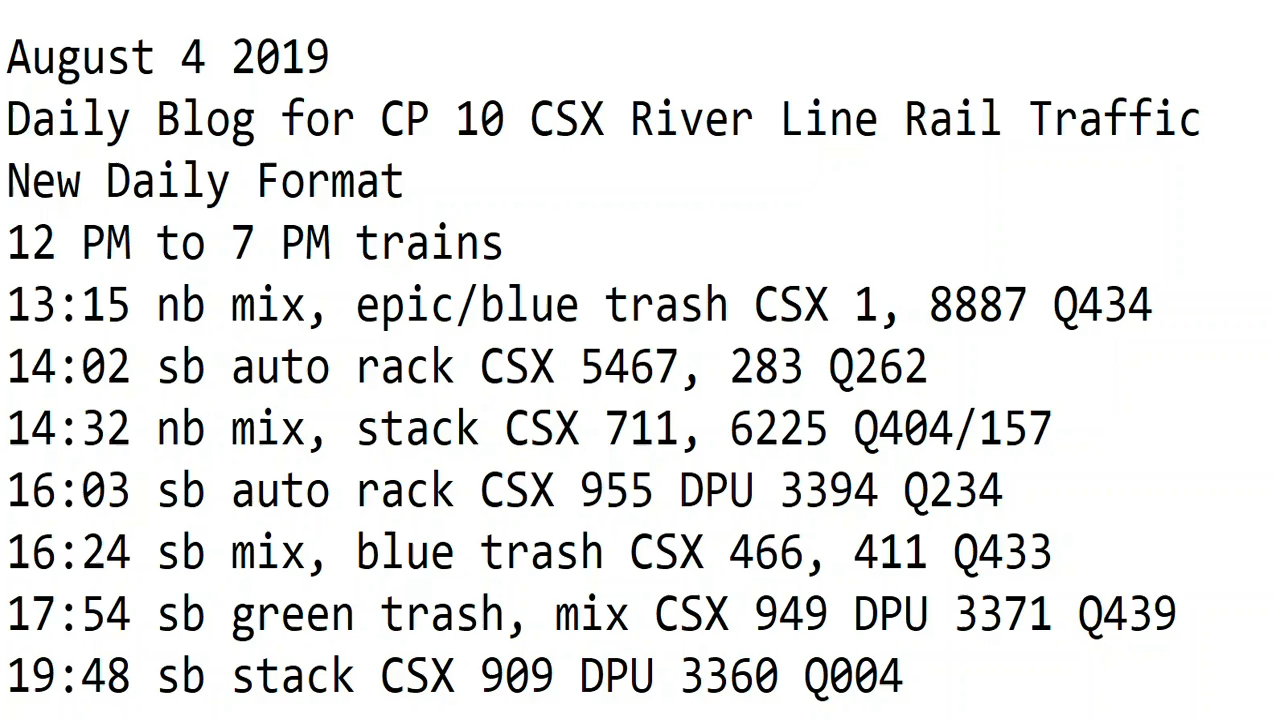 August 4 2019
Daily Blog for CP 10 CSX River Line Rail Traffic
New Daily Format
12 PM to 7 PM trains
13:15 nb mix, epic/blue trash CSX 1, 8887 Q434
14:02 sb auto rack CSX 5467, 283 Q262
14:32 nb mix, stack CSX 711, 6225 Q404/157
16:03 sb auto rack CSX 955 DPU 3394 Q234
16:24 sb mix, blue trash CSX 466, 411 Q433
17:54 sb green trash, mix CSX 949 DPU 3371 Q439
19:48 sb stack CSX 909 DPU 3360 Q004